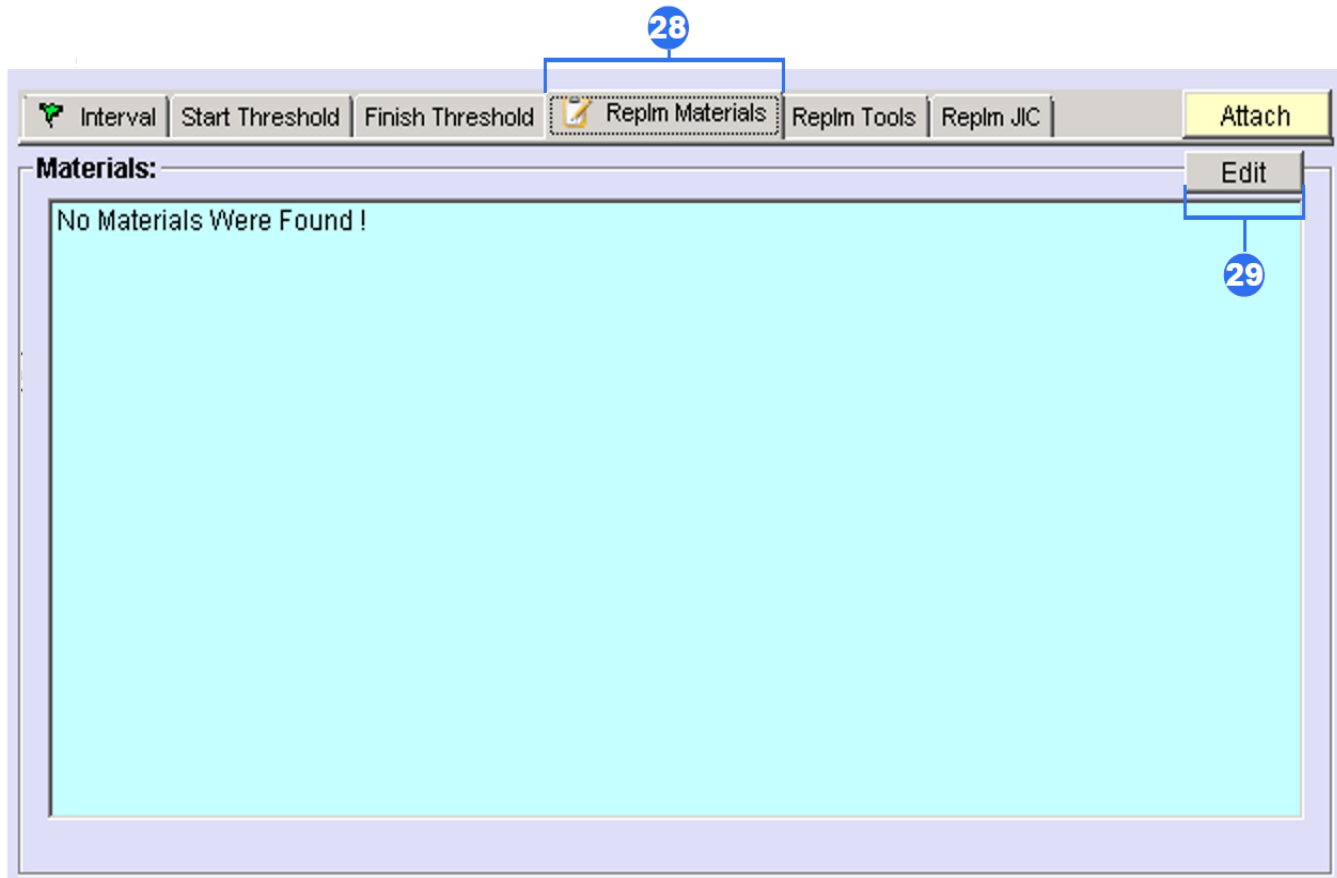 28
Interval Start Threshold Finish Threshold Replm Materials Replm Tools Replm JIC Attach
Materials: Edit
No Materials Were Found !
29